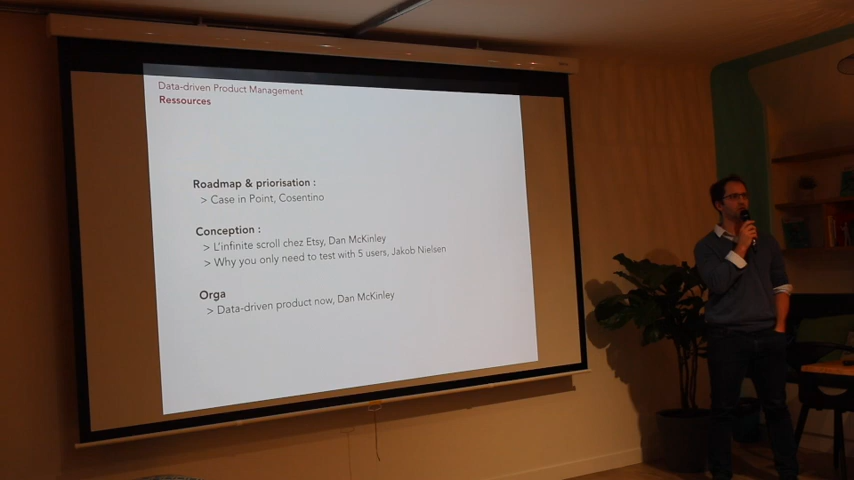 Data-driven Product Management
Ressources
Roadmap & priorisation :
> Case in Point, Cosentino
Conception :
> L'infinite scroll chez Etsy, Dan McKinley
> Why you only need to test with 5 users, Jakob Nielsen
Orga
> Data-driven product now, Dan McKinley